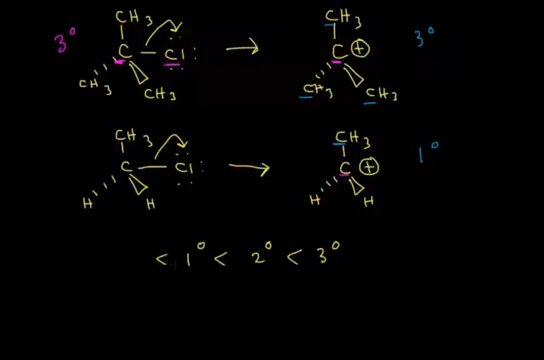 CH3 CH3
3° 3°
C — Cl: → C +
CH3 CH3 CH3 CH3
CH3 CH3
C — Cl: → C + 1°
H H H H
< 1° < 2° < 3°